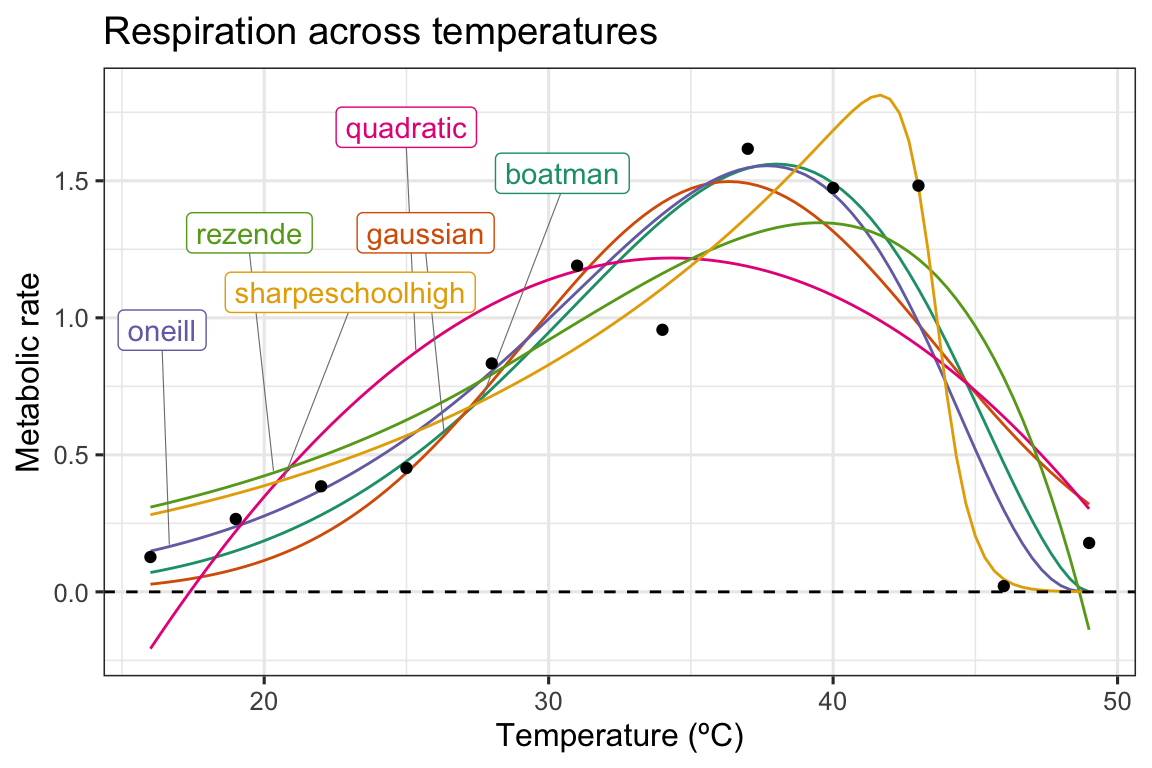 Respiration across temperatures
quadratic
boatman
rezende
gaussian
sharpeschoolhigh
oneill
Metabolic rate
1.5
1.0
0.5
0.0
20
30
40
50
Temperature (ºC)